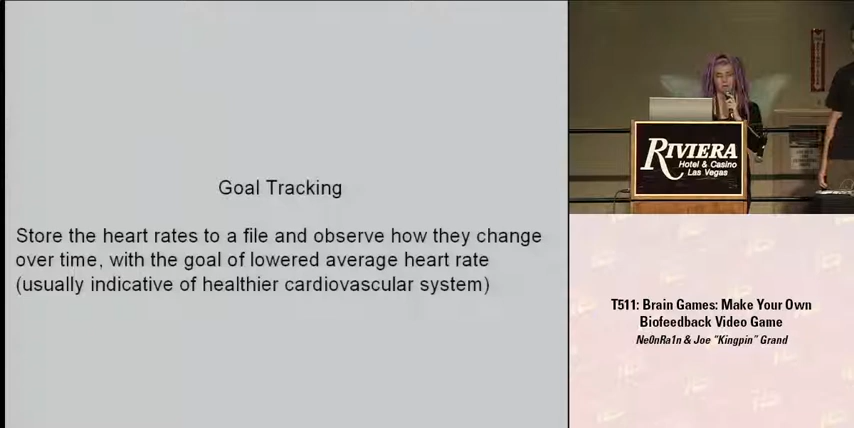 Goal Tracking
Store the heart rates to a file and observe how they change
over time, with the goal of lowered average heart rate
(usually indicative of healthier cardiovascular system)
RIVIERA
Hotel & Casino
Las Vegas
T511: Brain Games: Make Your Own
Biofeedback Video Game
Ne0nRa1n & Joe "Kingpin" Grand